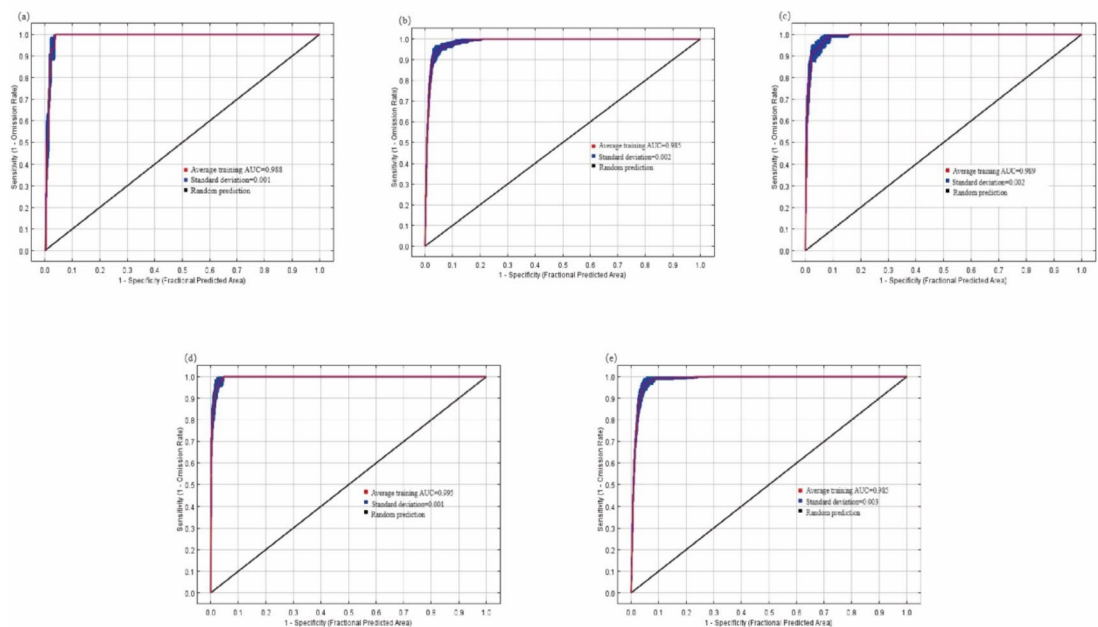 (a)
1.0
0.9
0.8
0.7
0.6
0.5
0.4
0.3
0.2
0.1
0.0
Sensitivity (1 - Omission Rate)
Average training AUC=0.988
Standard deviation=0.001
Random prediction
0.0 0.1 0.2 0.3 0.4 0.5 0.6 0.7 0.8 0.9 1.0
1 - Specificity (Fractional Predicted Area)
(b)
1.0
0.9
0.8
0.7
0.6
0.5
0.4
0.3
0.2
0.1
0.0
Sensitivity (1 - Omission Rate)
Average training AUC=0.985
Standard deviation=0.002
Random prediction
0.0 0.1 0.2 0.3 0.4 0.5 0.6 0.7 0.8 0.9 1.0
1 - Specificity (Fractional Predicted Area)
(c)
1.0
0.9
0.8
0.7
0.6
0.5
0.4
0.3
0.2
0.1
0.0
Sensitivity (1 - Omission Rate)
Average training AUC=0.989
Standard deviation=0.002
Random prediction
0.0 0.1 0.2 0.3 0.4 0.5 0.6 0.7 0.8 0.9 1.0
1 - Specificity (Fractional Predicted Area)
(d)
1.0
0.9
0.8
0.7
0.6
0.5
0.4
0.3
0.2
0.1
0.0
Sensitivity (1 - Omission Rate)
Average training AUC=0.995
Standard deviation=0.001
Random prediction
0.0 0.1 0.2 0.3 0.4 0.5 0.6 0.7 0.8 0.9 1.0
1 - Specificity (Fractional Predicted Area)
(e)
1.0
0.9
0.8
0.7
0.6
0.5
0.4
0.3
0.2
0.1
0.0
Sensitivity (1 - Omission Rate)
Average training AUC=0.985
Standard deviation=0.003
Random prediction
0.0 0.1 0.2 0.3 0.4 0.5 0.6 0.7 0.8 0.9 1.0
1 - Specificity (Fractional Predicted Area)